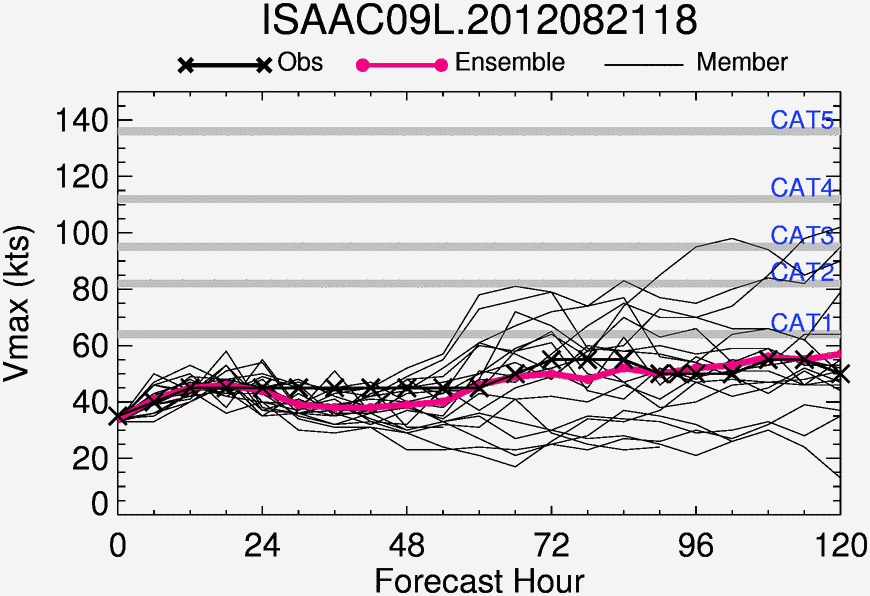 ISAAC09L.2012082118
Obs Ensemble Member
140
120
100
80
60
40
20
0
CAT5
CAT4
CAT3
CAT2
CAT1
Vmax (kts)
0 24 48 72 96 120
Forecast Hour